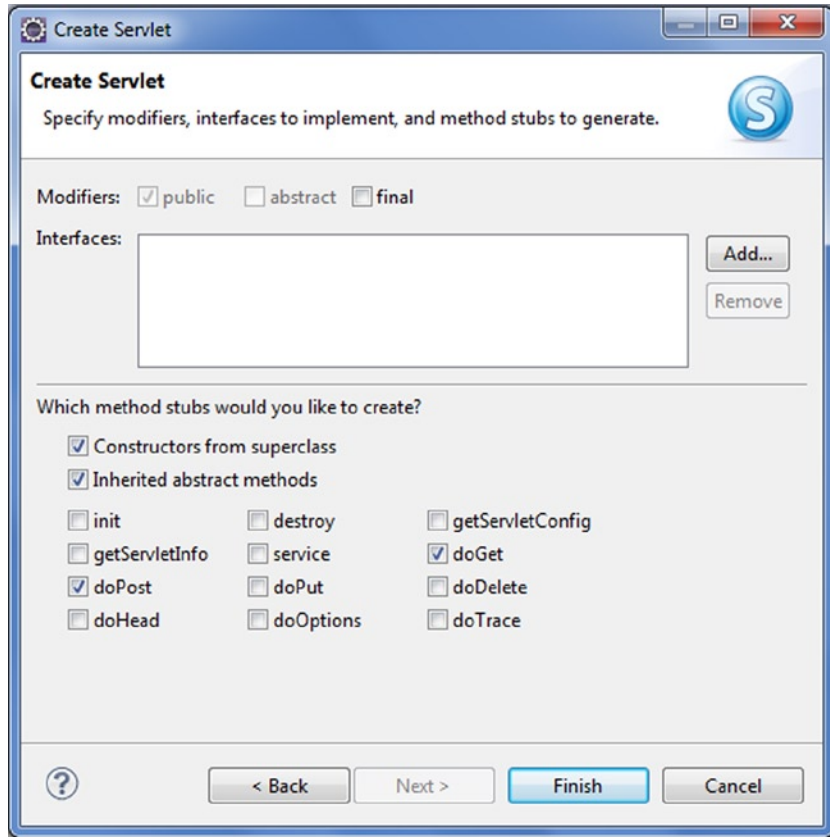 Create Servlet
Create Servlet
Specify modifiers, interfaces to implement, and method stubs to generate.
S
Modifiers: public abstract final
Interfaces:
Add...
Remove
Which method stubs would you like to create?
Constructors from superclass
Inherited abstract methods
init destroy getServletConfig
getServletInfo service doGet
doPost doPut doDelete
doHead doOptions doTrace
? < Back Next > Finish Cancel